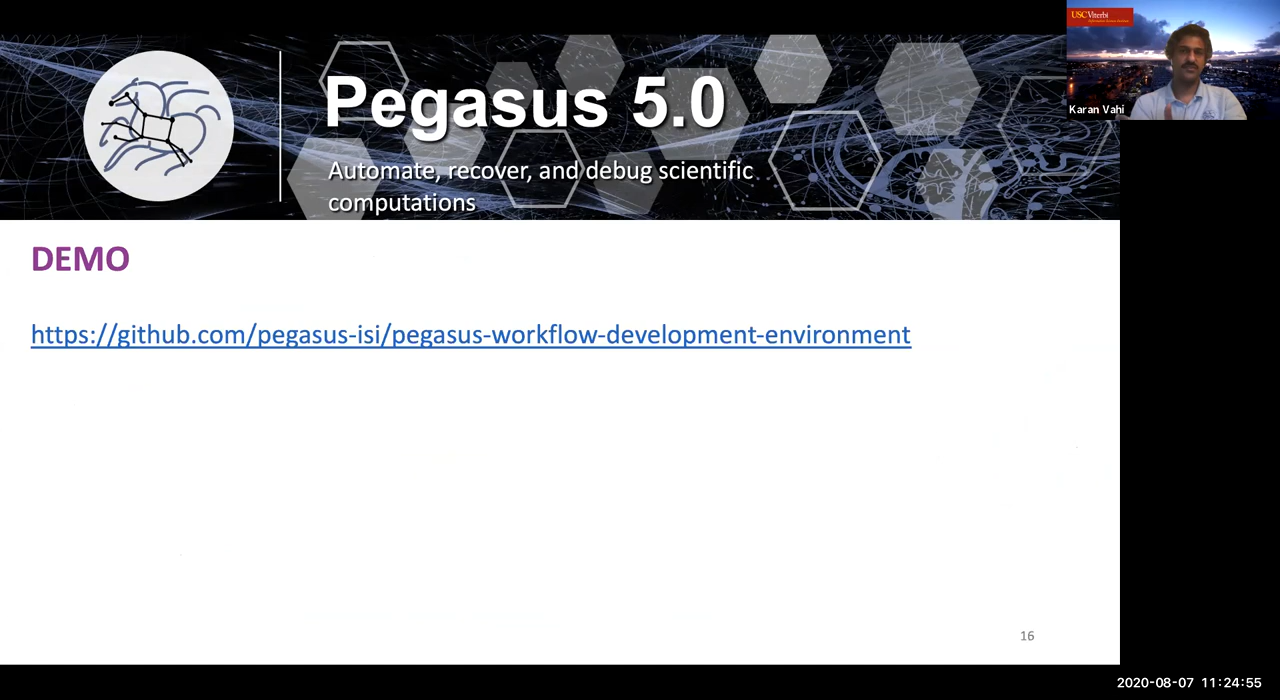 USC Viterbi
Karan Vahi
Pegasus 5.0
Automate, recover, and debug scientific
computations
DEMO
https://github.com/pegasus-isi/pegasus-workflow-development-environment
16
2020-08-07 11:24:55